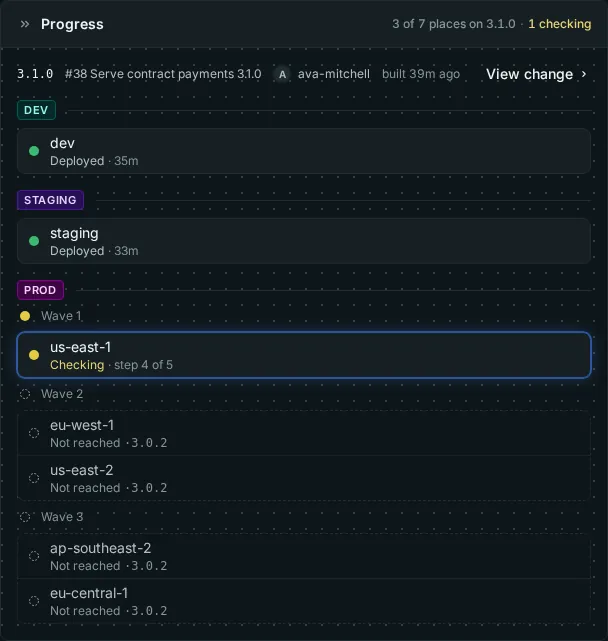 Progress
3 of 7 places on 3.1.0 · 1 checking
3.1.0 #38 Serve contract payments 3.1.0 A ava-mitchell built 39m ago View change
DEV
dev
Deployed · 35m
STAGING
staging
Deployed · 33m
PROD
Wave 1
us-east-1
Checking · step 4 of 5
Wave 2
eu-west-1
Not reached · 3.0.2
us-east-2
Not reached · 3.0.2
Wave 3
ap-southeast-2
Not reached · 3.0.2
eu-central-1
Not reached · 3.0.2